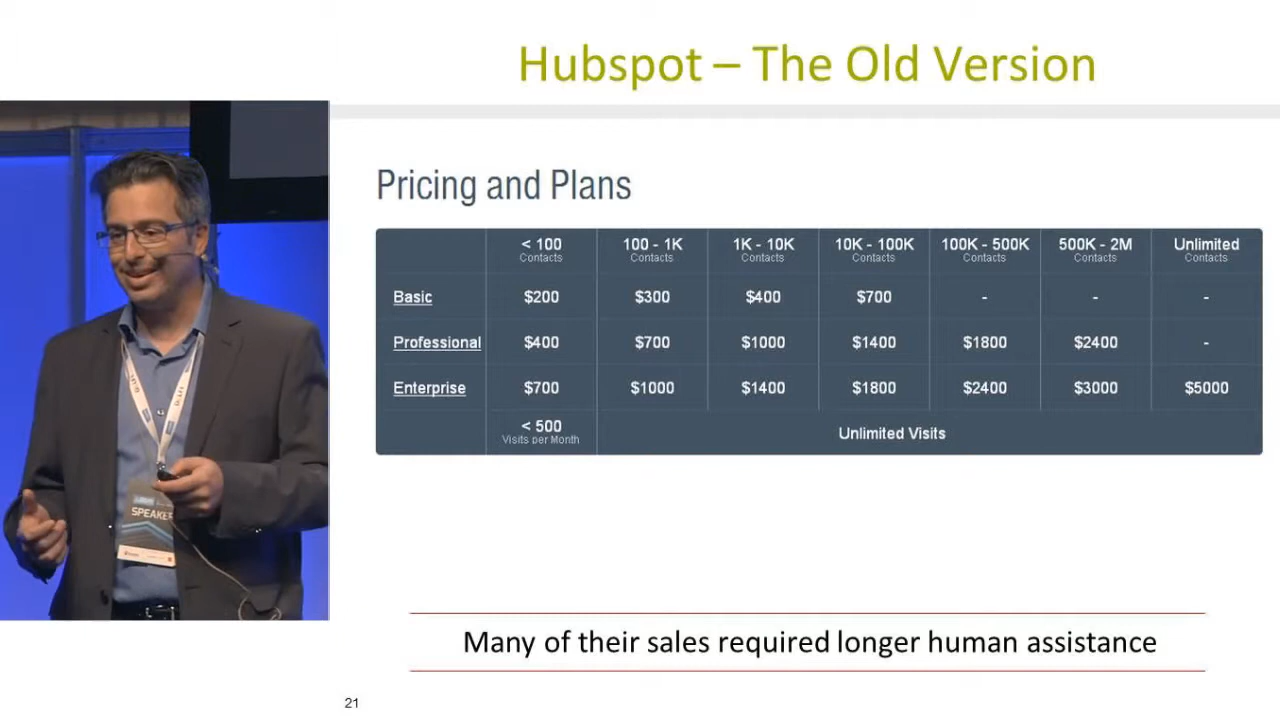 Hubspot – The Old Version
Pricing and Plans
< 100 100 - 1K 1K - 10K 10K - 100K 100K - 500K 500K - 2M Unlimited
Contacts Contacts Contacts Contacts Contacts Contacts Contacts
Basic $200 $300 $400 $700 - - -
Professional $400 $700 $1000 $1400 $1800 $2400 -
Enterprise $700 $1000 $1400 $1800 $2400 $3000 $5000
< 500
Visits per Month
Unlimited Visits
SPEAKER
Many of their sales required longer human assistance
21